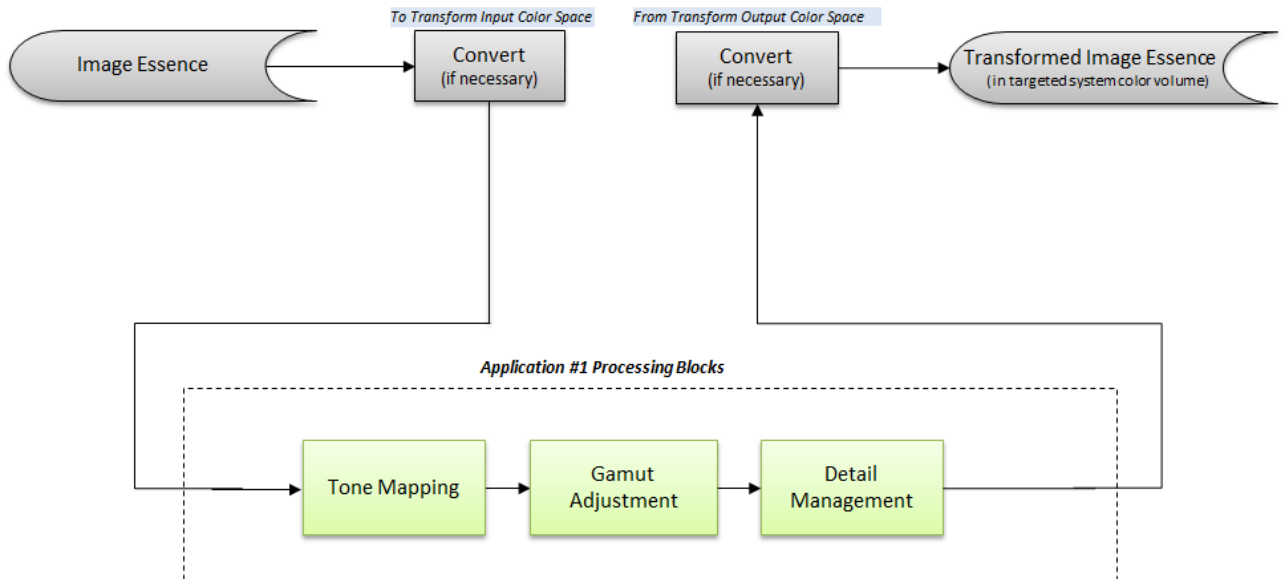 To Transform Input Color Space
From Transform Output Color Space
Image Essence
Convert
(if necessary)
Convert
(if necessary)
Transformed Image Essence
(in targeted system color volume)
Application #1 Processing Blocks
Tone Mapping
Gamut
Adjustment
Detail
Management